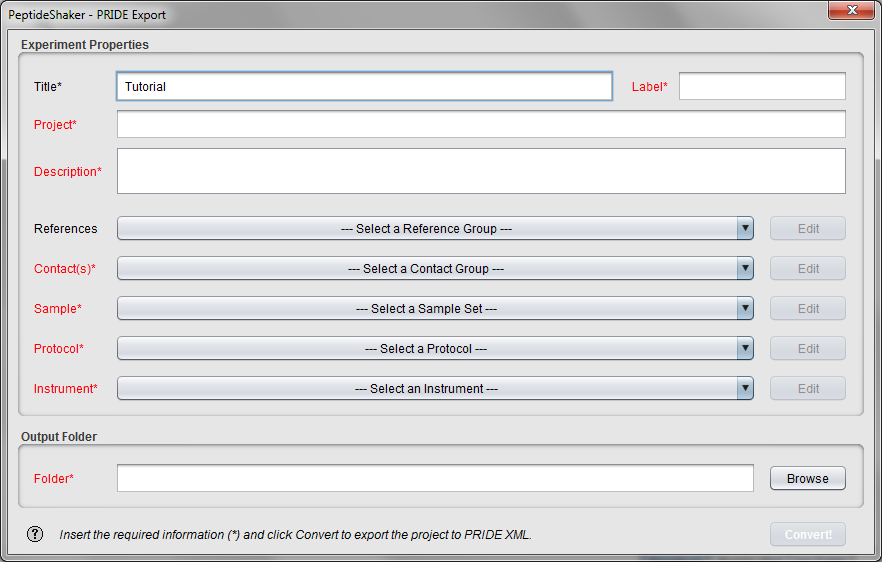 PeptideShaker - PRIDE Export
Experiment Properties
Title* Tutorial Label*
Project*
Description*
References --- Select a Reference Group --- Edit
Contact(s)* --- Select a Contact Group --- Edit
Sample* --- Select a Sample Set --- Edit
Protocol* --- Select a Protocol --- Edit
Instrument* --- Select an Instrument --- Edit
Output Folder
Folder* Browse
? Insert the required information (*) and click Convert to export the project to PRIDE XML. Convert!